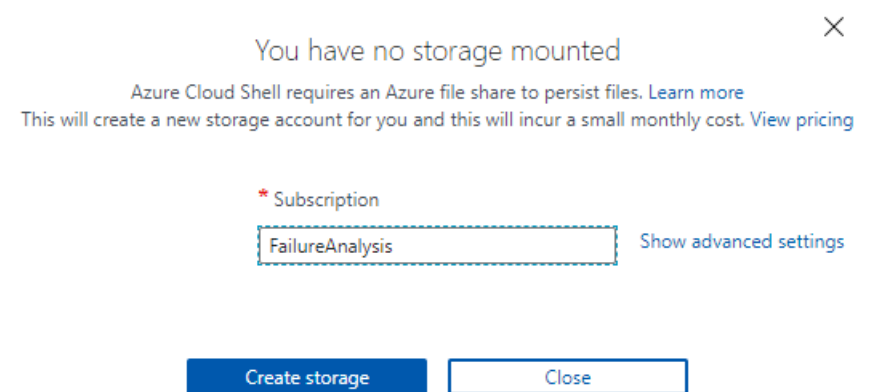 You have no storage mounted
Azure Cloud Shell requires an Azure file share to persist files. Learn more
This will create a new storage account for you and this will incur a small monthly cost. View pricing
* Subscription
FailureAnalysis
Show advanced settings
Create storage
Close